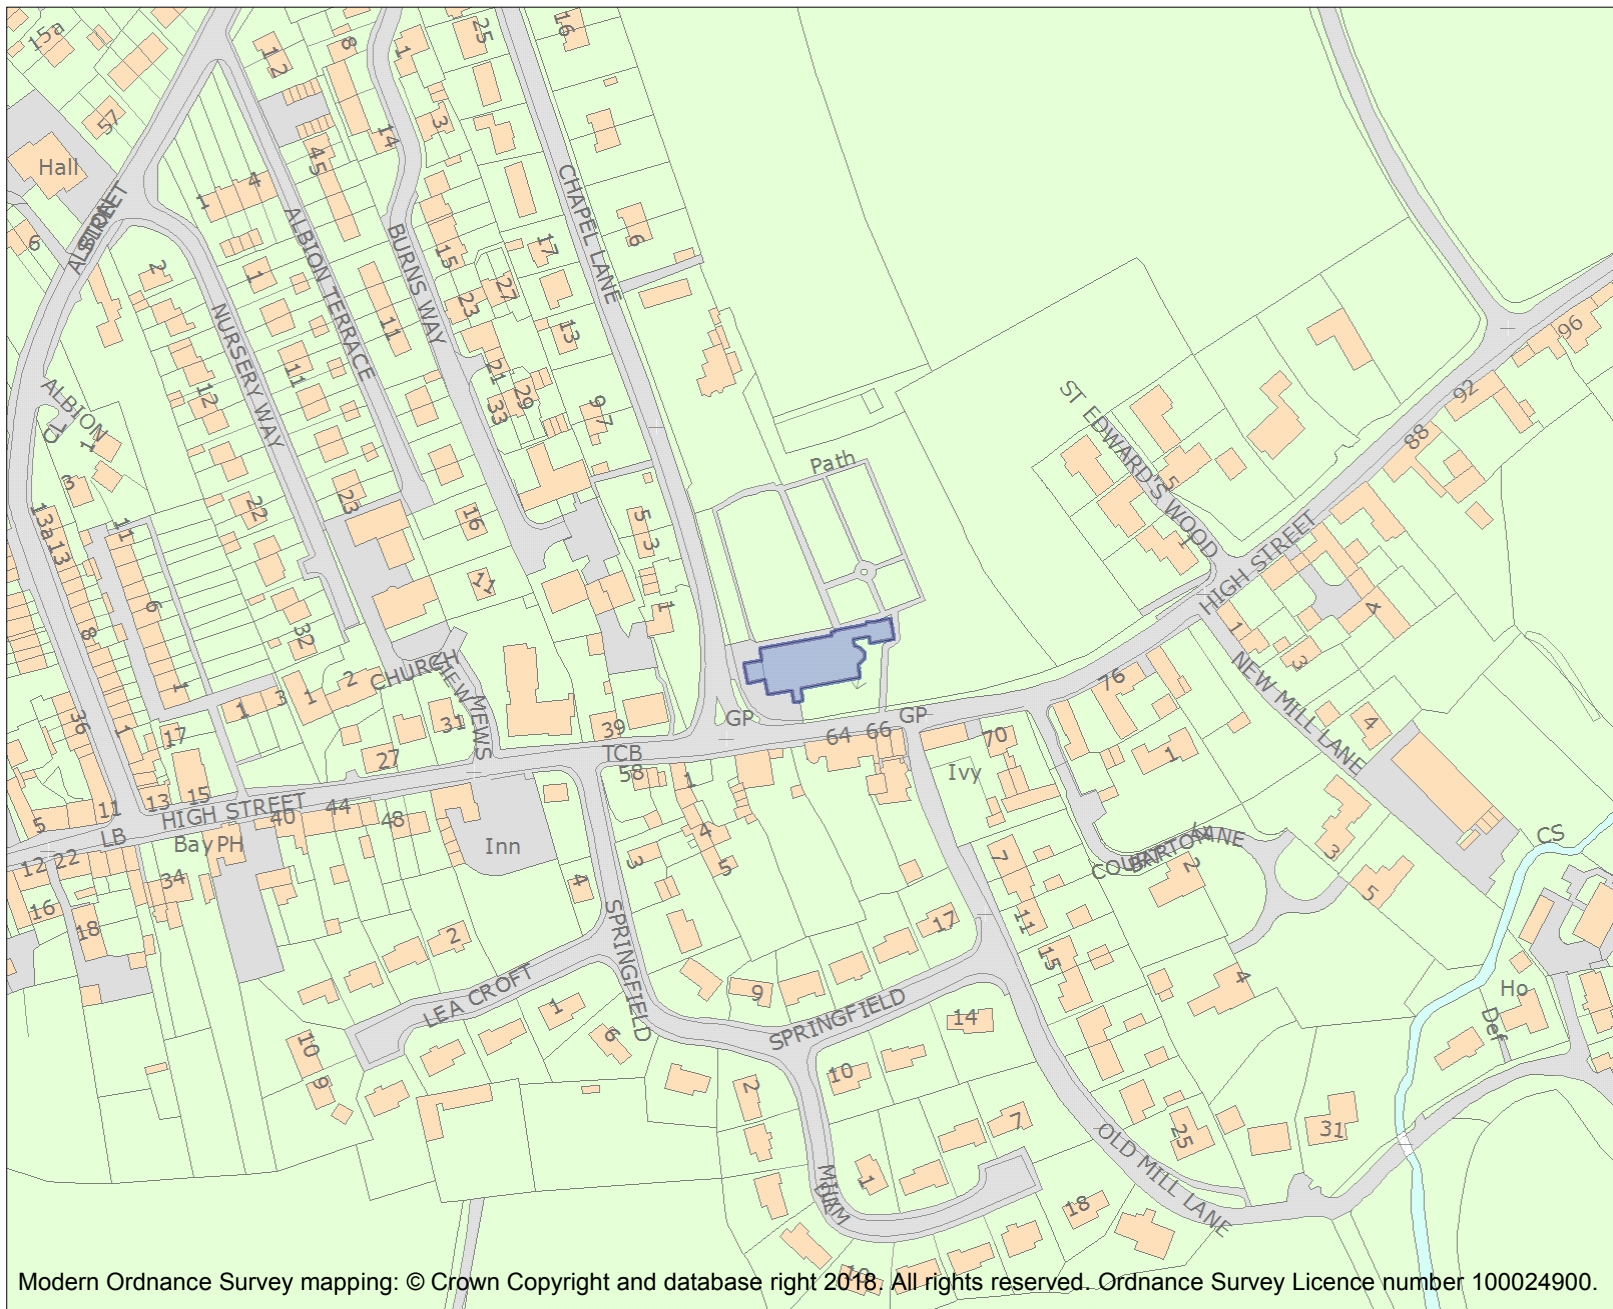 15a
12
8
1
25
16
57
14
3
Hall
45
4
1
CHAPEL LANE
ALBION
STREET
6
ALBION TERRACE
BURNS WAY
15
17
6
2
1
27
23
NURSERY WAY
11
13
96
11
21
29
33
9 7
12
ALBION
CL
1
92
ST EDWARD'S WOOD
88
Path
3
22
23
16
5
5 3
1
13a
13
11
HIGH STREET
11
6
8
1
4
1
32
3
NEW MILL LANE
CHURCH
VIEW
MEWS
2
1
3
1
1
76
36
1
17
31
39
GP
GP
4
27
TCB
64
66
70
15
58
1
Ivy
1
13
11
HIGH STREET
44
40
48
5
LB
Bay
PH
Inn
4
CS
12
22
3
5
7
COURT
BARTON
LANE
2
3
34
4
5
16
18
2
17
11
SPRINGFIELD
15
4
9
Ho
LEA CROFT
1
SPRINGFIELD
14
Def
10
6
9
2
10
7
25
31
OLD MILL LANE
1
18
Modern Ordnance Survey mapping: © Crown Copyright and database right 2018. All rights reserved. Ordnance Survey Licence number 100024900.